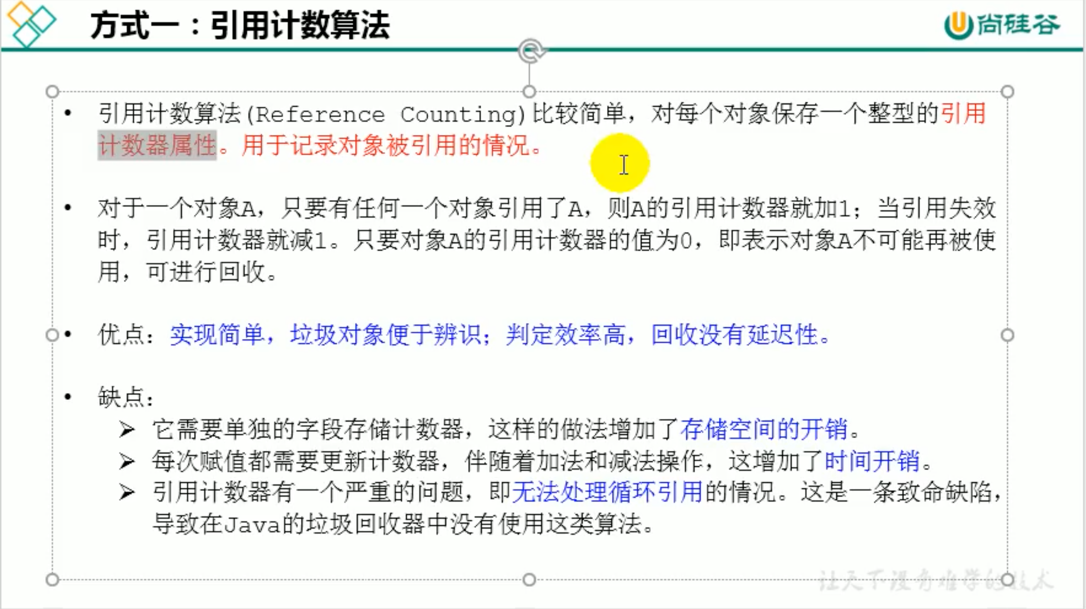 方式一：引用计数算法
尚硅谷
• 引用计数算法(Reference Counting)比较简单，对每个对象保存一个整型的引用
计数器属性。用于记录对象被引用的情况。
• 对于一个对象A，只要有任何一个对象引用了A，则A的引用计数器就加1；当引用失效
时，引用计数器就减1。只要对象A的引用计数器的值为0，即表示对象A不可能再被使
用，可进行回收。
• 优点：实现简单，垃圾对象便于辨识；判定效率高，回收没有延迟性。
• 缺点：
➢ 它需要单独的字段存储计数器，这样的做法增加了存储空间的开销。
➢ 每次赋值都需要更新计数器，伴随着加法和减法操作，这增加了时间开销。
➢ 引用计数器有一个严重的问题，即无法处理循环引用的情况。这是一条致命缺陷，
导致在Java的垃圾回收器中没有使用这类算法。
让天下没有难学的技术